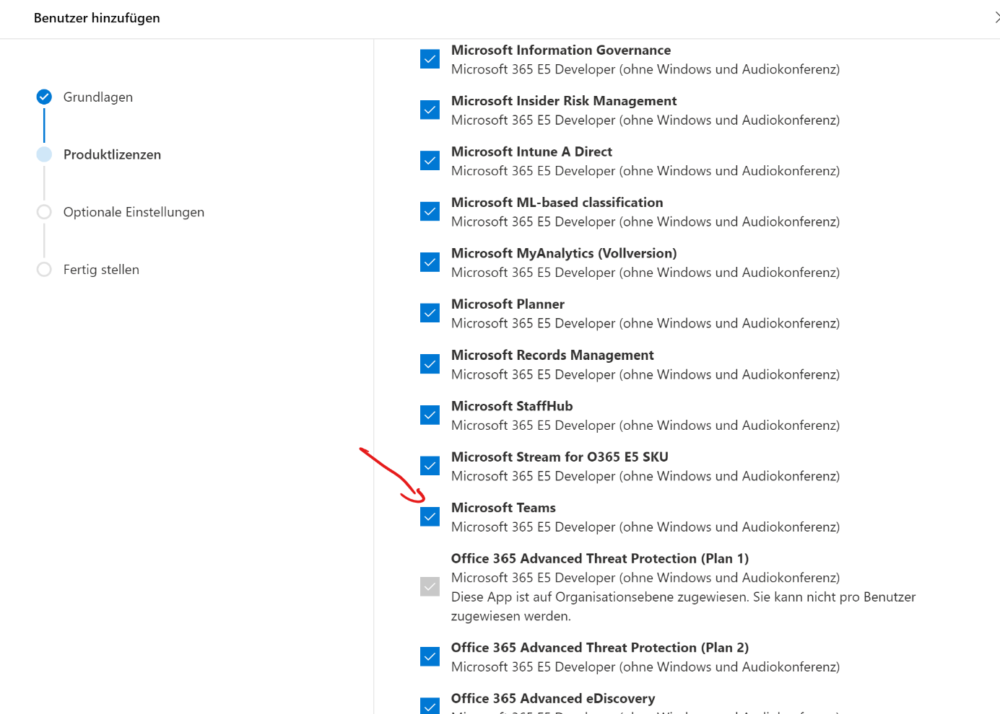 Benutzer hinzufügen
Grundlagen
Produktlizenzen
Optionale Einstellungen
Fertig stellen
Microsoft Information Governance
Microsoft 365 E5 Developer (ohne Windows und Audiokonferenz)
Microsoft Insider Risk Management
Microsoft 365 E5 Developer (ohne Windows und Audiokonferenz)
Microsoft Intune A Direct
Microsoft 365 E5 Developer (ohne Windows und Audiokonferenz)
Microsoft ML-based classification
Microsoft 365 E5 Developer (ohne Windows und Audiokonferenz)
Microsoft MyAnalytics (Vollversion)
Microsoft 365 E5 Developer (ohne Windows und Audiokonferenz)
Microsoft Planner
Microsoft 365 E5 Developer (ohne Windows und Audiokonferenz)
Microsoft Records Management
Microsoft 365 E5 Developer (ohne Windows und Audiokonferenz)
Microsoft StaffHub
Microsoft 365 E5 Developer (ohne Windows und Audiokonferenz)
Microsoft Stream for O365 E5 SKU
Microsoft 365 E5 Developer (ohne Windows und Audiokonferenz)
Microsoft Teams
Microsoft 365 E5 Developer (ohne Windows und Audiokonferenz)
Office 365 Advanced Threat Protection (Plan 1)
Microsoft 365 E5 Developer (ohne Windows und Audiokonferenz)
Diese App ist auf Organisationsebene zugewiesen. Sie kann nicht pro Benutzer
zugewiesen werden.
Office 365 Advanced Threat Protection (Plan 2)
Microsoft 365 E5 Developer (ohne Windows und Audiokonferenz)
Office 365 Advanced eDiscovery